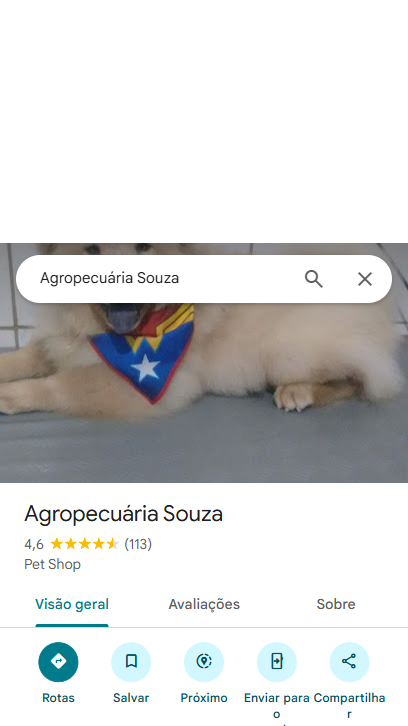 Agropecuária Souza
Agropecuária Souza
4,6 (113)
Pet Shop
Visão geral Avaliações Sobre
Rotas Salvar Próximo Enviar para o Compartilhar